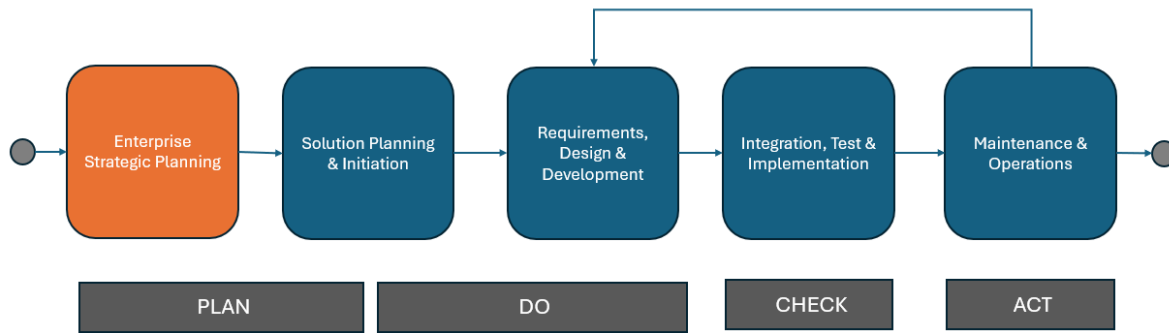 Enterprise
Strategic Planning
Solution Planning
& Initiation
Requirements,
Design &
Development
Integration, Test &
Implementation
Maintenance &
Operations
PLAN
DO
CHECK
ACT